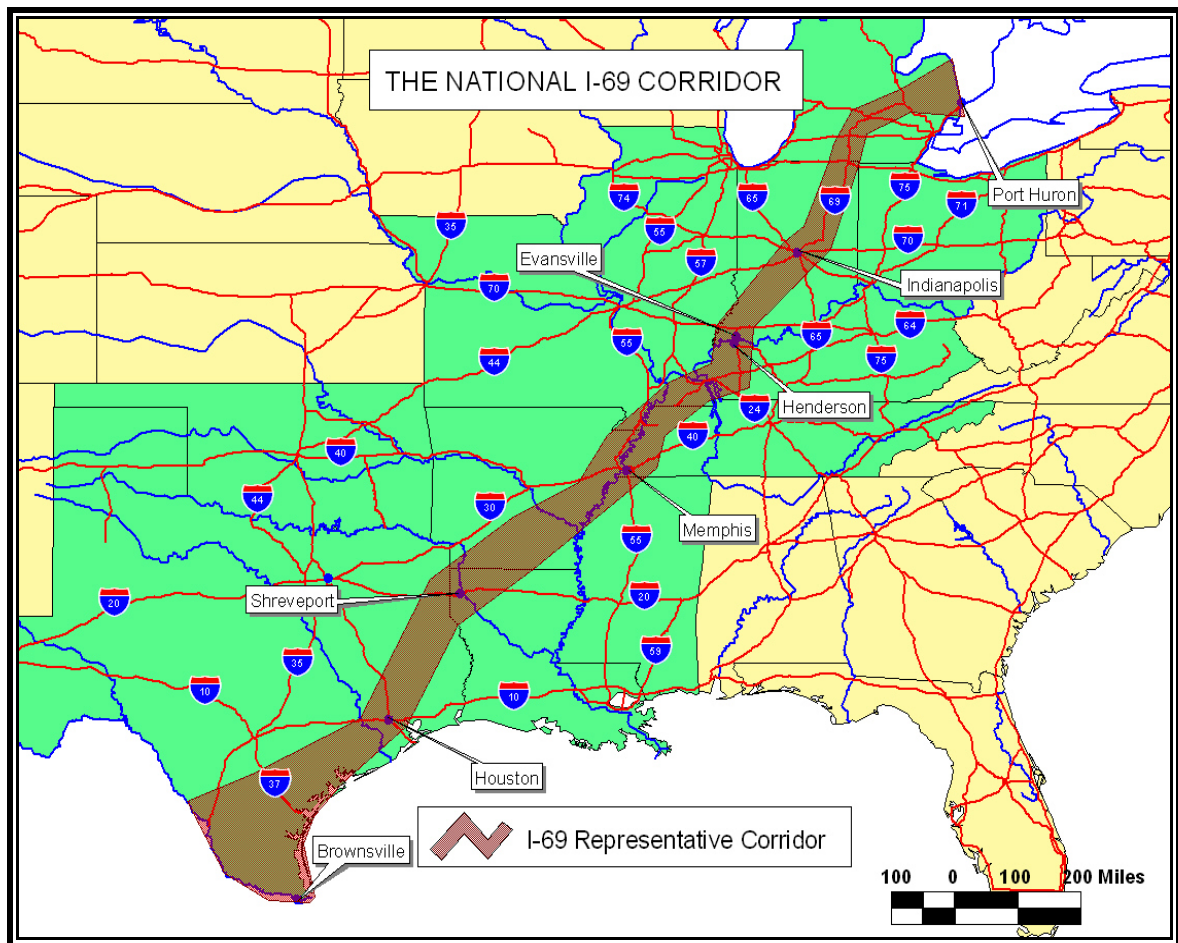 THE NATIONAL I-69 CORRIDOR
Port Huron
74
65
69
75
71
35
55
57
70
Evansville
Indianapolis
70
55
65
64
75
44
Henderson
24
40
40
44
30
Memphis
55
Shreveport
20
20
59
35
10
10
Houston
37
I-69 Representative Corridor
Brownsville
100 0 100 200 Miles